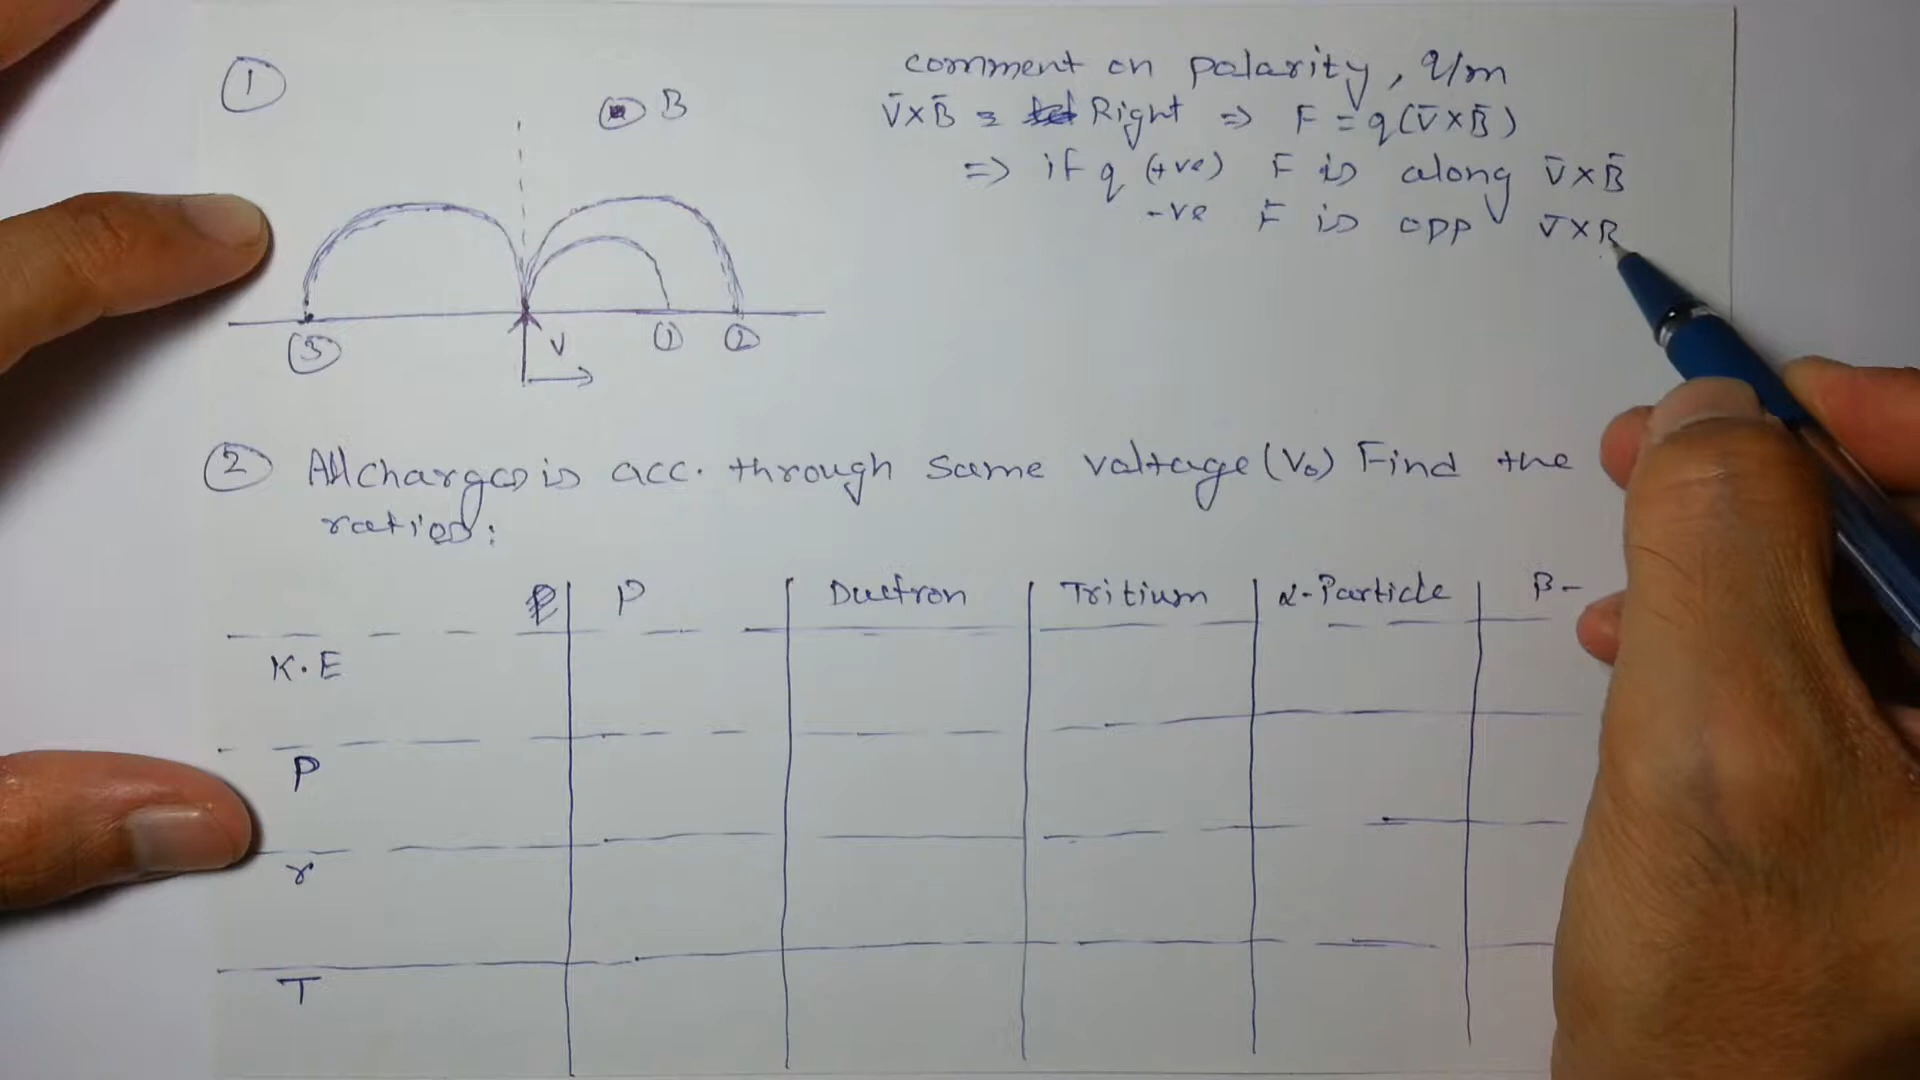 ①
B
comment on polarity, q/m
V̄×B̄ = Right ⇒ F̄ = q(V̄×B̄)
⇒ if q (+ve) F̄ is along V̄×B̄
-ve F̄ is opp V̄×B
③ V ① ②
② All charges is acc. through same voltage (V₀) Find the
ratios:
P Duetron Tritium α-Particle β-
K.E
P
r
T